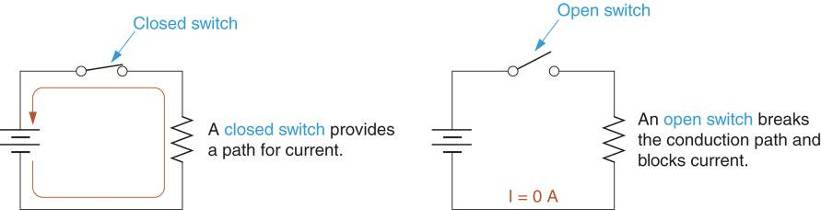 Closed switch
A closed switch provides
a path for current.
Open switch
An open switch breaks
the conduction path and
blocks current.
I = 0 A